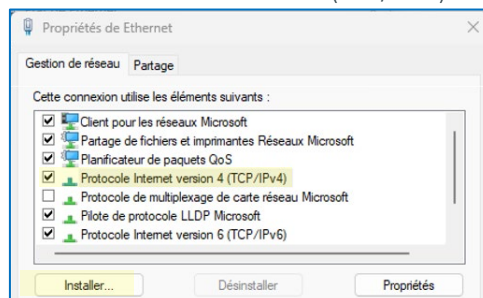 Propriétés de Ethernet
Gestion de réseau Partage
Cette connexion utilise les éléments suivants :
Client pour les réseaux Microsoft
Partage de fichiers et imprimantes Réseaux Microsoft
Planificateur de paquets QoS
Protocole Internet version 4 (TCP/IPv4)
Protocole de multiplexage de carte réseau Microsoft
Pilote de protocole LLDP Microsoft
Protocole Internet version 6 (TCP/IPv6)
Installer... Désinstaller Propriétés